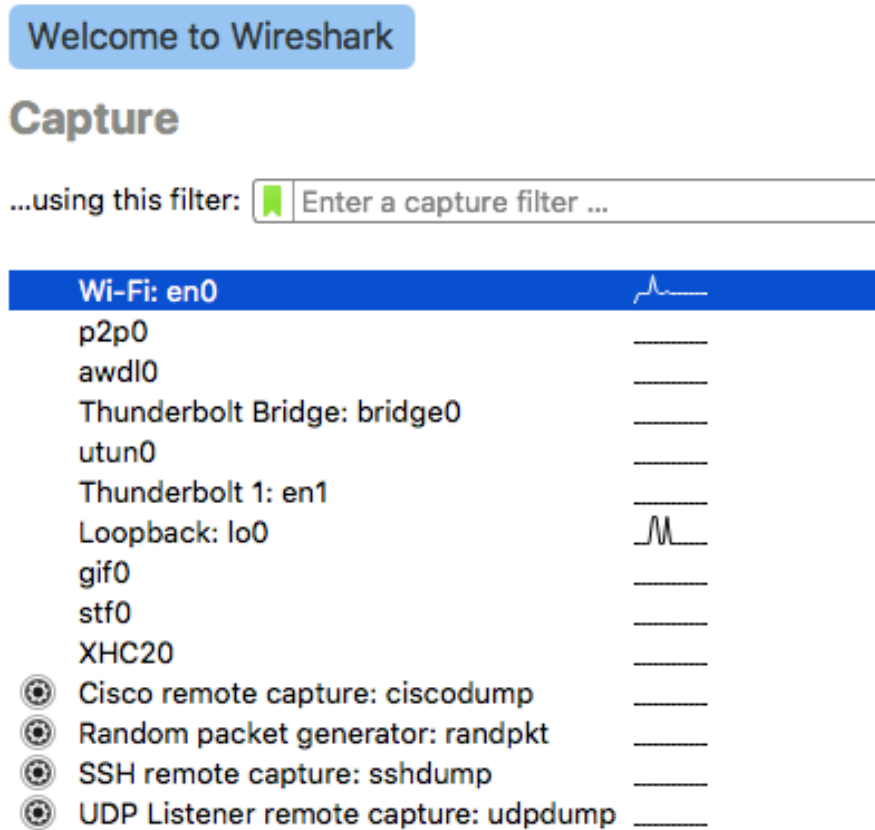 Welcome to Wireshark
Capture
...using this filter: Enter a capture filter ...
Wi-Fi: en0
p2p0
awdl0
Thunderbolt Bridge: bridge0
utun0
Thunderbolt 1: en1
Loopback: lo0
gif0
stf0
XHC20
Cisco remote capture: ciscodump
Random packet generator: randpkt
SSH remote capture: sshdump
UDP Listener remote capture: udpdump